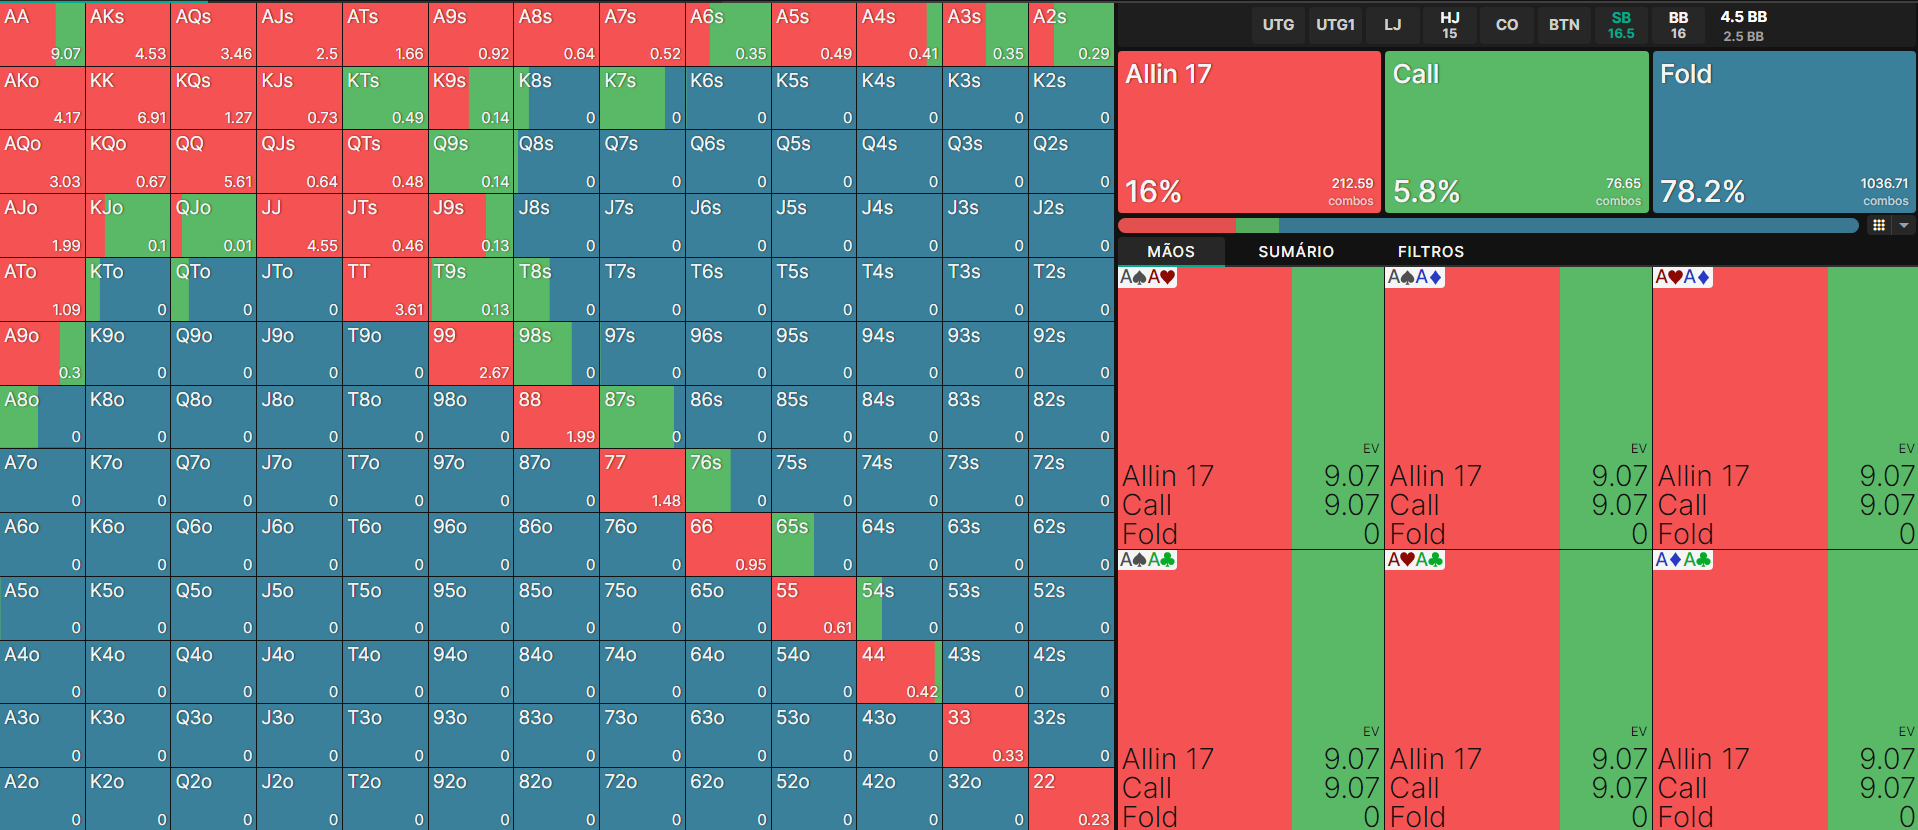 AA AKs AQs AJs ATs A9s A8s A7s A6s A5s A4s A3s A2s
9.07 4.53 3.46 2.5 1.66 0.92 0.64 0.52 0.35 0.49 0.41 0.35 0.29
AKo KK KQs KJs KTs K9s K8s K7s K6s K5s K4s K3s K2s
4.17 6.91 1.27 0.73 0.49 0.14 0 0 0 0 0 0 0
AQo KQo QQ QJs QTs Q9s Q8s Q7s Q6s Q5s Q4s Q3s Q2s
3.03 0.67 5.61 0.64 0.48 0.14 0 0 0 0 0 0 0
AJo KJo QJo JJ JTs J9s J8s J7s J6s J5s J4s J3s J2s
1.99 0.1 0.01 4.55 0.46 0.13 0 0 0 0 0 0 0
ATo KTo QTo JTo TT T9s T8s T7s T6s T5s T4s T3s T2s
1.09 0 0 0 3.61 0.13 0 0 0 0 0 0 0
A9o K9o Q9o J9o T9o 99 98s 97s 96s 95s 94s 93s 92s
0.3 0 0 0 0 2.67 0 0 0 0 0 0 0
A8o K8o Q8o J8o T8o 98o 88 87s 86s 85s 84s 83s 82s
0 0 0 0 0 0 1.99 0 0 0 0 0 0
A7o K7o Q7o J7o T7o 97o 87o 77 76s 75s 74s 73s 72s
0 0 0 0 0 0 0 1.48 0 0 0 0 0
A6o K6o Q6o J6o T6o 96o 86o 76o 66 65s 64s 63s 62s
0 0 0 0 0 0 0 0 0.95 0 0 0 0
A5o K5o Q5o J5o T5o 95o 85o 75o 65o 55 54s 53s 52s
0 0 0 0 0 0 0 0 0 0.61 0 0 0
A4o K4o Q4o J4o T4o 94o 84o 74o 64o 54o 44 43s 42s
0 0 0 0 0 0 0 0 0 0 0.42 0 0
A3o K3o Q3o J3o T3o 93o 83o 73o 63o 53o 43o 33 32s
0 0 0 0 0 0 0 0 0 0 0 0.33 0
A2o K2o Q2o J2o T2o 92o 82o 72o 62o 52o 42o 32o 22
0 0 0 0 0 0 0 0 0 0 0 0 0.23
UTG UTG1 LJ HJ CO BTN SB BB 4.5 BB
15 16.5 16 2.5 BB
Allin 17 Call Fold
16% 212.59 5.8% 76.65 78.2% 1036.71
combos combos combos
MÃOS SUMÁRIO FILTROS
A♠A♥ A♠A♦ A♥A♦
EV EV EV
Allin 17 9.07 Allin 17 9.07 Allin 17 9.07
Call 9.07 Call 9.07 Call 9.07
Fold 0 Fold 0 Fold 0
A♠A♣ A♥A♣ A♦A♣
EV EV EV
Allin 17 9.07 Allin 17 9.07 Allin 17 9.07
Call 9.07 Call 9.07 Call 9.07
Fold 0 Fold 0 Fold 0